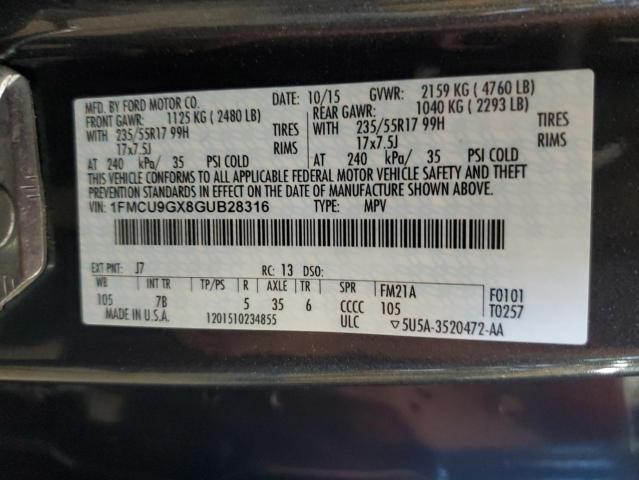 MFD. BY FORD MOTOR CO. DATE: 10/15 GVWR: 2159 KG ( 4760 LB)
FRONT GAWR: 1125 KG ( 2480 LB) REAR GAWR: 1040 KG ( 2293 LB)
WITH 235/55R17 99H TIRES WITH 235/55R17 99H TIRES
17x7.5J RIMS 17x7.5J RIMS
AT 240 kPa/ 35 PSI COLD AT 240 kPa/ 35 PSI COLD
THIS VEHICLE CONFORMS TO ALL APPLICABLE FEDERAL MOTOR VEHICLE SAFETY AND THEFT
PREVENTION STANDARDS IN EFFECT ON THE DATE OF MANUFACTURE SHOWN ABOVE.
VIN: 1FMCU9GX8GUB28316 TYPE: MPV
EXT PNT: J7 RC: 13 DSO:
WB INT TR TP/PS R AXLE TR SPR FM21A F0101
105 7B 5 35 6 CCCC 105 T0257
MADE IN U.S.A. 1201510234855 ULC ▽5U5A-3520472-AA